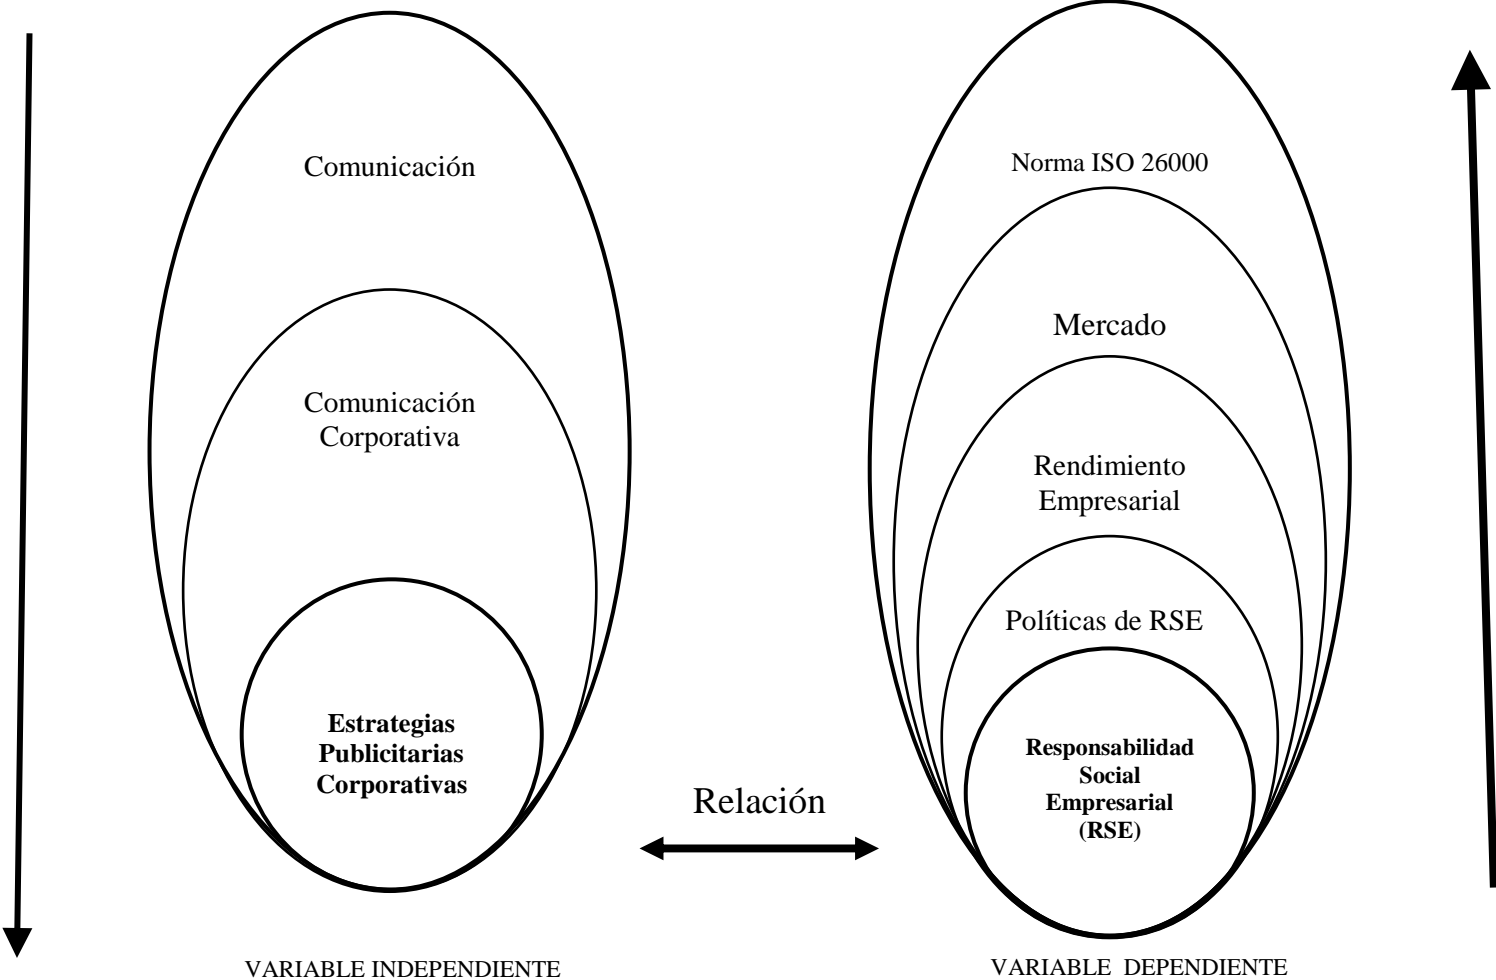 Comunicación
Comunicación
Corporativa
Estrategias
Publicitarias
Corporativas
VARIABLE INDEPENDIENTE
Relación
Norma ISO 26000
Mercado
Rendimiento
Empresarial
Políticas de RSE
Responsabilidad
Social
Empresarial
(RSE)
VARIABLE DEPENDIENTE